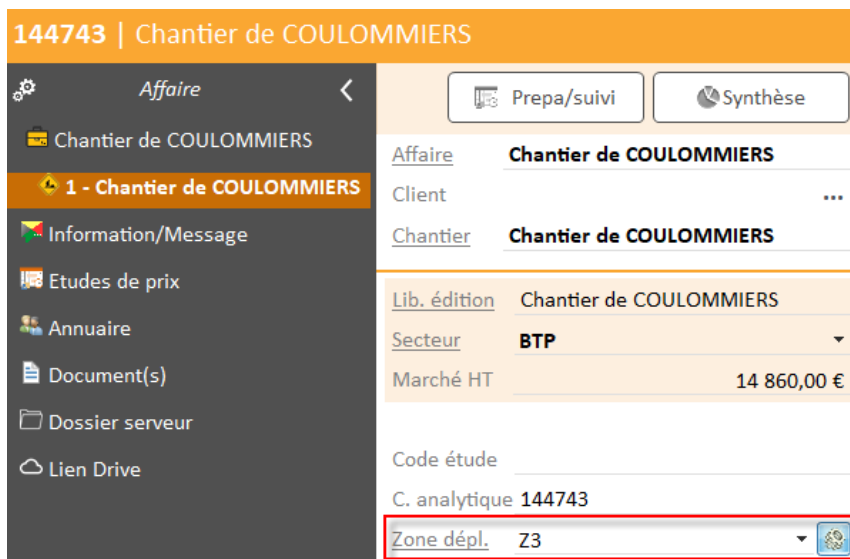 144743 | Chantier de COULOMMIERS
Affaire
Chantier de COULOMMIERS
1 - Chantier de COULOMMIERS
Information/Message
Etudes de prix
Annuaire
Document(s)
Dossier serveur
Lien Drive
Prepa/suivi
Synthèse
Affaire Chantier de COULOMMIERS
Client ...
Chantier Chantier de COULOMMIERS
Lib. édition Chantier de COULOMMIERS
Secteur BTP
Marché HT 14 860,00 €
Code étude
C. analytique 144743
Zone dépl. Z3